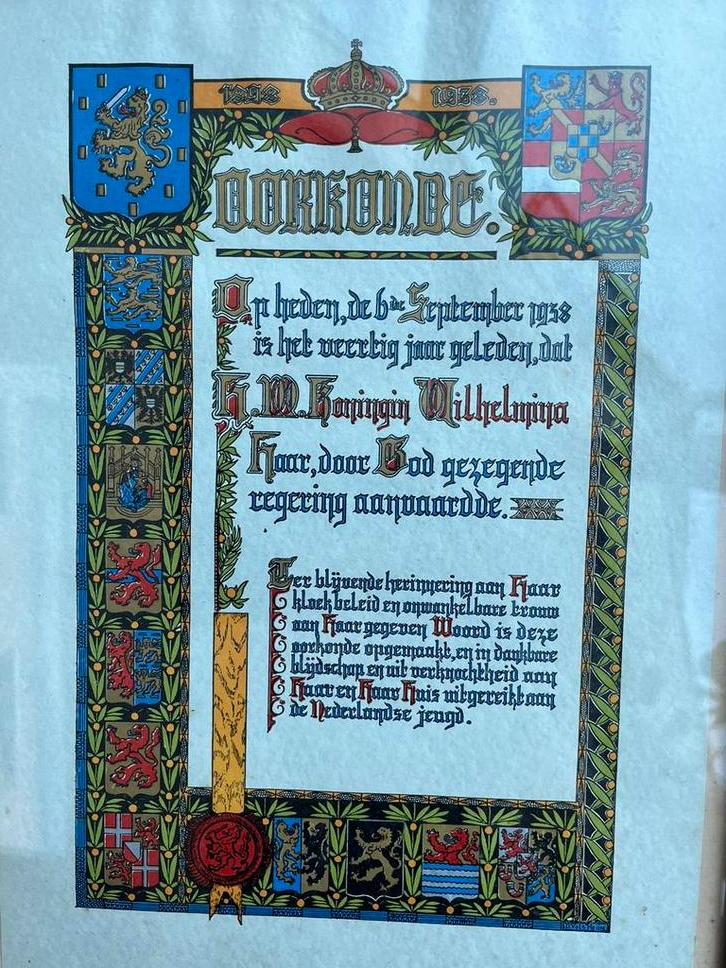 1898 1938.
OORKONDE.
Op heden, de 6de September 1938
is het veertig jaar geleden, dat
H.M. Koningin Wilhelmina
Haar, door God gezegende
regering aanvaardde.
Ter blijvende herinnering aan Haar
kloek beleid en onwankelbare trouw
aan Haar gegeven Woord is deze
oorkonde opgemaakt, en in dankbare
blijdschap en uit verknochtheid aan
Haar en Haar Huis uitgereikt aan
de Nederlandse jeugd.